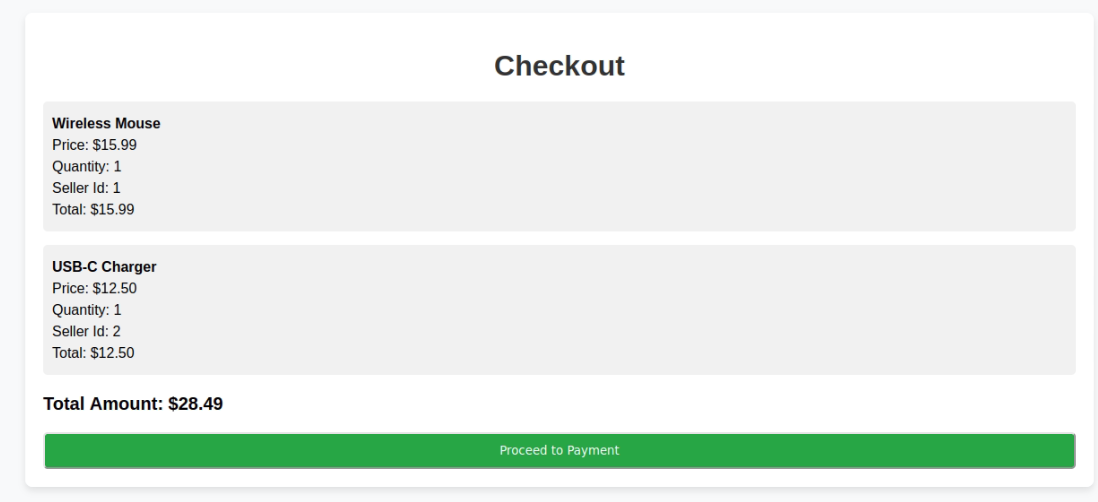 Checkout
Wireless Mouse
Price: $15.99
Quantity: 1
Seller Id: 1
Total: $15.99
USB-C Charger
Price: $12.50
Quantity: 1
Seller Id: 2
Total: $12.50
Total Amount: $28.49
Proceed to Payment